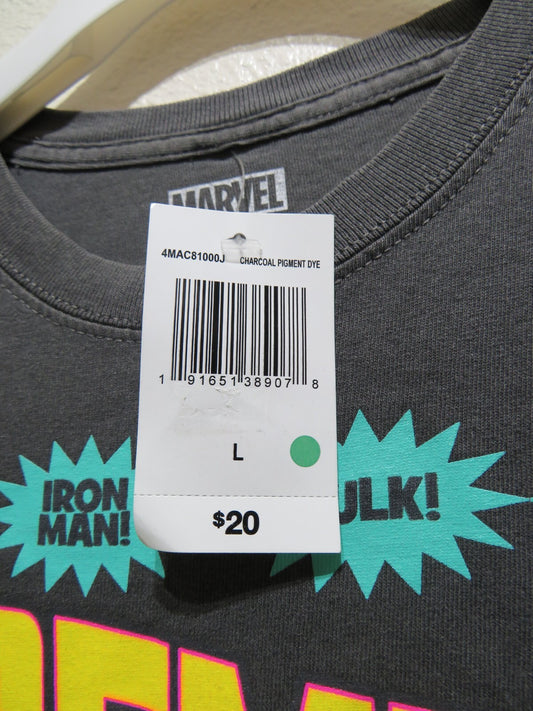 MARVEL
4MAC81000J CHARCOAL PIGMENT DYE
1 91651 38907 8
L
IRON
MAN!
ULK!
$20